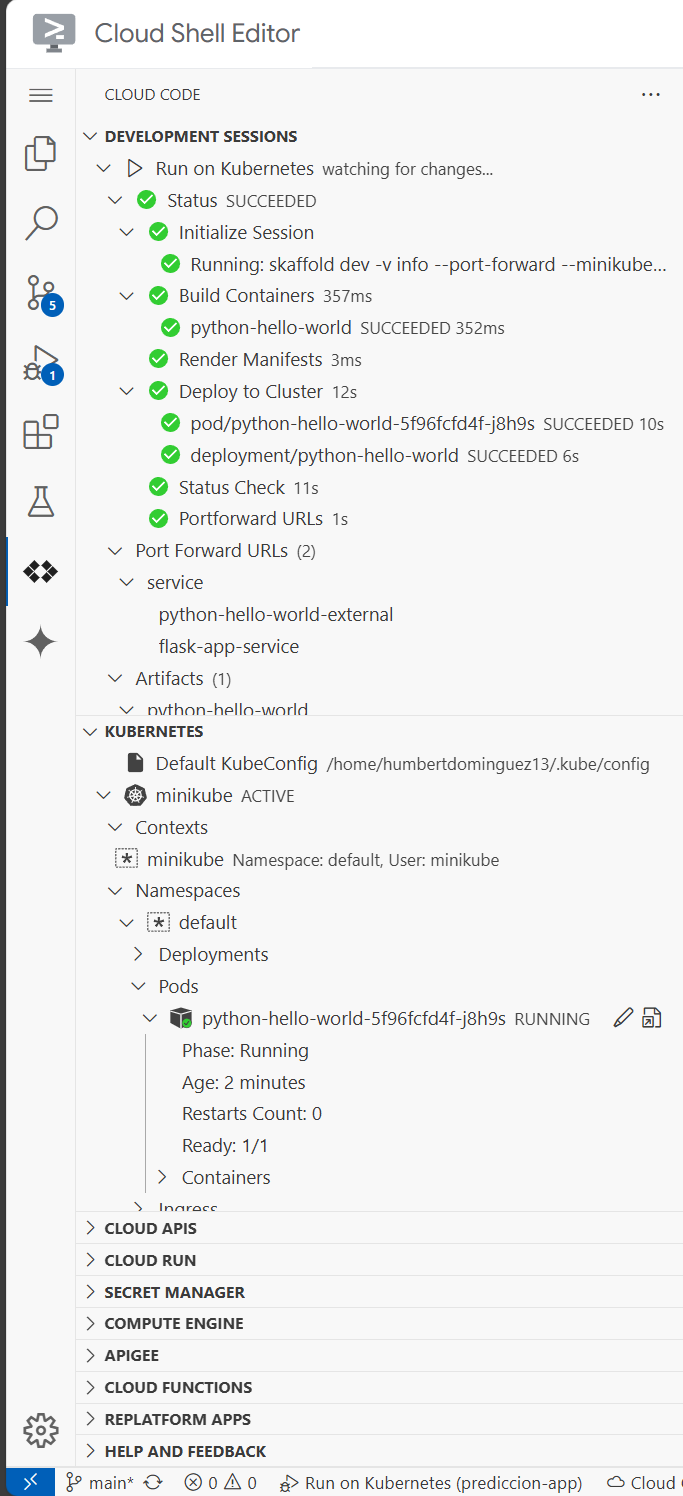 Cloud Shell Editor
CLOUD CODE
DEVELOPMENT SESSIONS
Run on Kubernetes watching for changes...
Status SUCCEEDED
Initialize Session
Running: skaffold dev -v info --port-forward --minikube...
5
Build Containers 357ms
python-hello-world SUCCEEDED 352ms
Render Manifests 3ms
1
Deploy to Cluster 12s
pod/python-hello-world-5f96fcfd4f-j8h9s SUCCEEDED 10s
deployment/python-hello-world SUCCEEDED 6s
Status Check 11s
Portforward URLs 1s
Port Forward URLs (2)
service
python-hello-world-external
flask-app-service
Artifacts (1)
python-hello-world
KUBERNETES
Default KubeConfig /home/humbertdominguez13/.kube/config
minikube ACTIVE
Contexts
minikube Namespace: default, User: minikube
Namespaces
default
Deployments
Pods
python-hello-world-5f96fcfd4f-j8h9s RUNNING
Phase: Running
Age: 2 minutes
Restarts Count: 0
Ready: 1/1
Containers
Ingress
CLOUD APIS
CLOUD RUN
SECRET MANAGER
COMPUTE ENGINE
APIGEE
CLOUD FUNCTIONS
REPLATFORM APPS
HELP AND FEEDBACK
main* 0 0 Run on Kubernetes (prediccion-app) Cloud